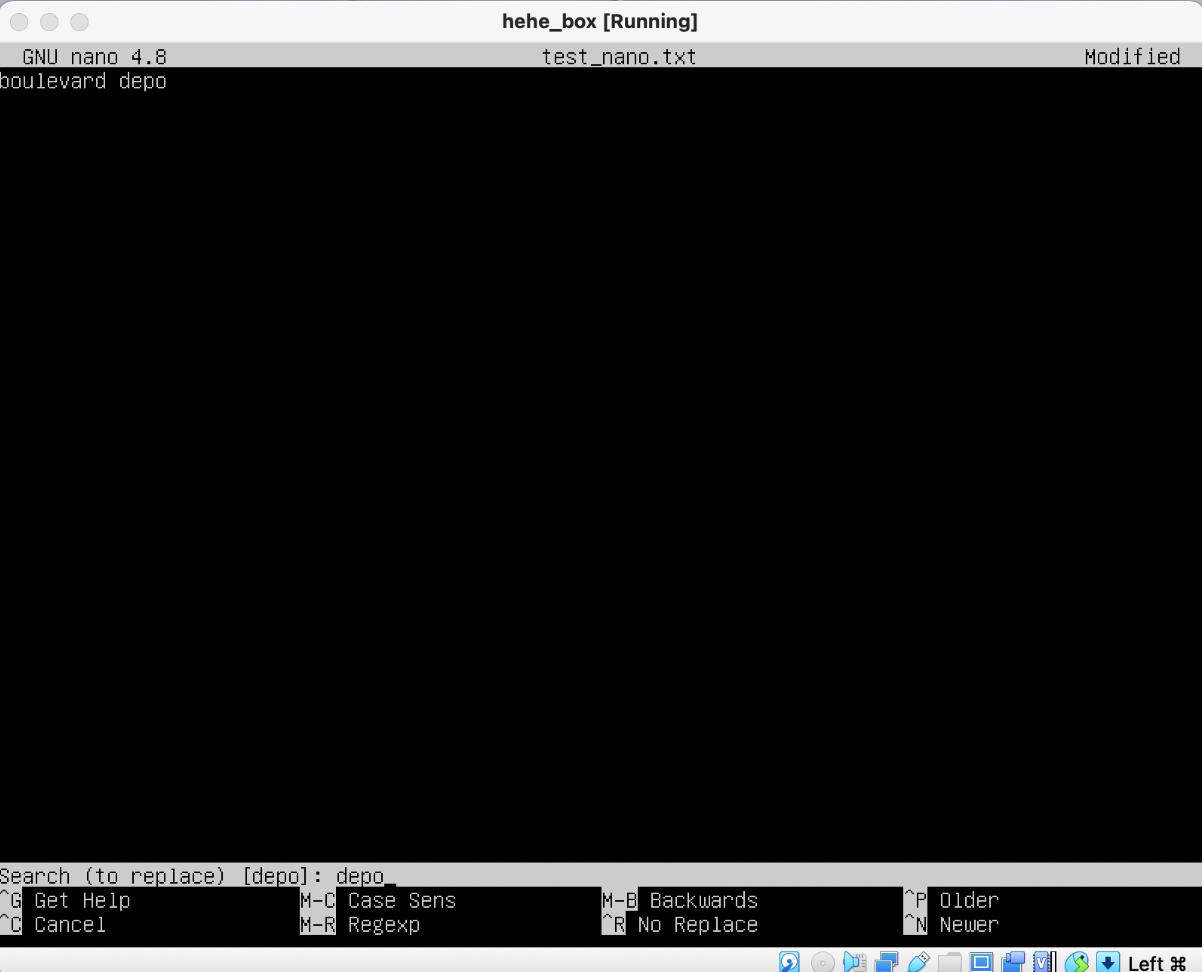 hehe_box [Running]
GNU nano 4.8 test_nano.txt Modified
boulevard depo
Search (to replace) [depo]: depo_
^G Get Help M-C Case Sens M-B Backwards ^P Older
^C Cancel M-R Regexp ^R No Replace ^N Newer
Left ⌘